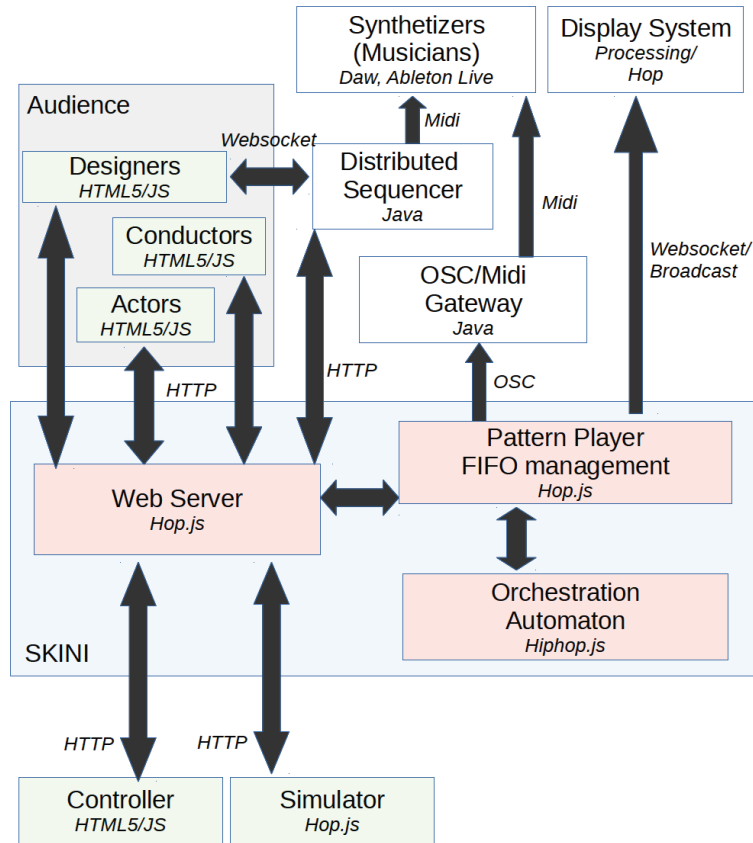 Synthetizers
(Musicians)
Daw, Ableton Live
Display System
Processing/
Hop
Audience
Websocket
Midi
Designers
HTML5/JS
Distributed
Sequencer
Java
Midi
Conductors
HTML5/JS
Websocket/
Broadcast
OSC/Midi
Gateway
Java
Actors
HTML5/JS
HTTP
HTTP
OSC
Pattern Player
FIFO management
Hop.js
Web Server
Hop.js
Orchestration
Automaton
Hiphop.js
SKINI
HTTP
HTTP
Controller
HTML5/JS
Simulator
Hop.js